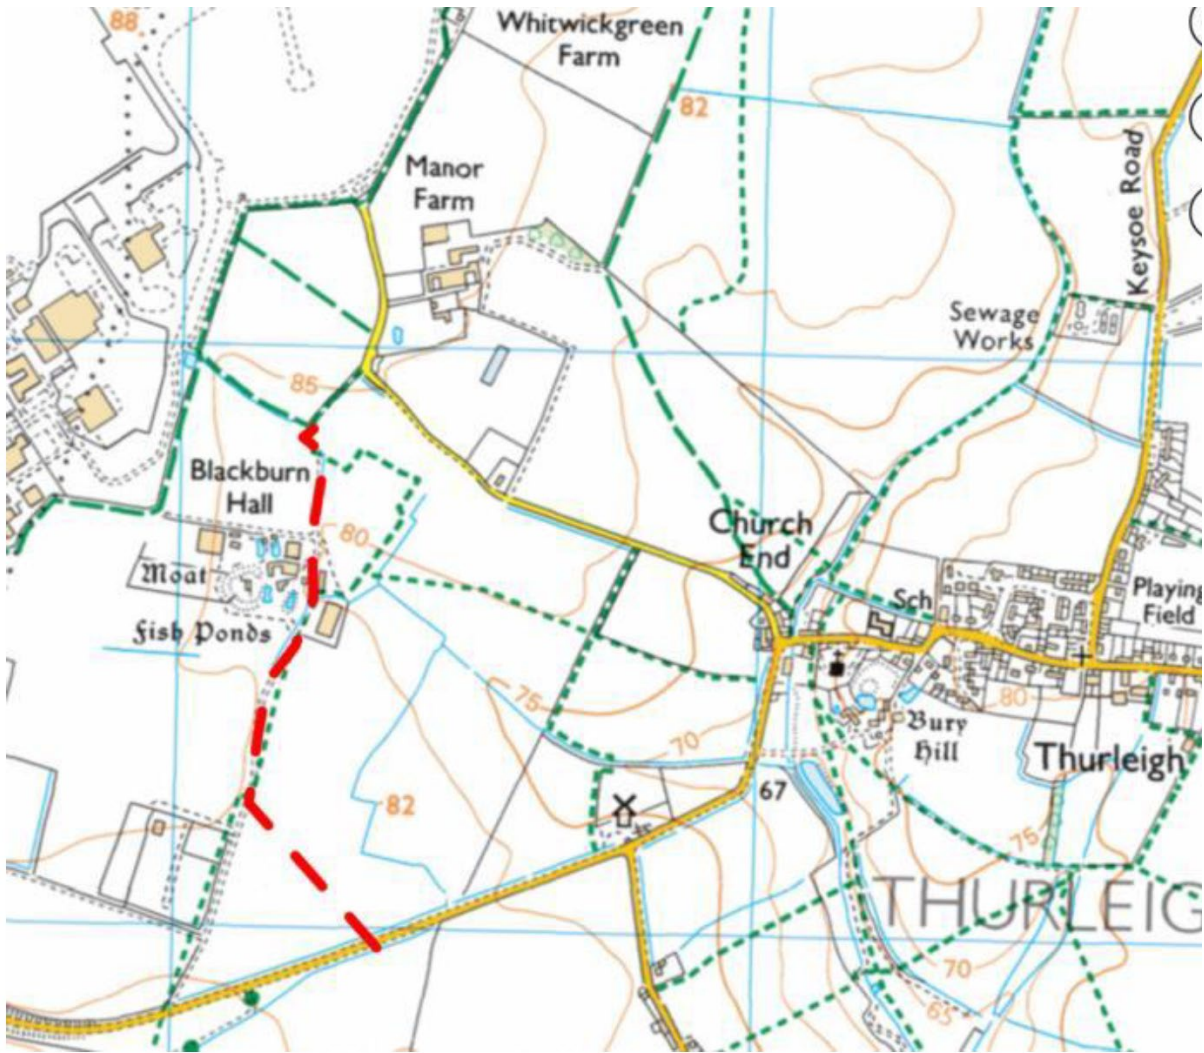 88
Whitwickgreen
Farm
82
Manor
Farm
Keysoe Road
Sewage
Works
85
Blackburn
Hall
80
Church
End
Moat
Sch
Playing
Field
Fish Ponds
75
80
Bury
Hill
70
Thurleigh
67
82
75
THURLEIG
70
65